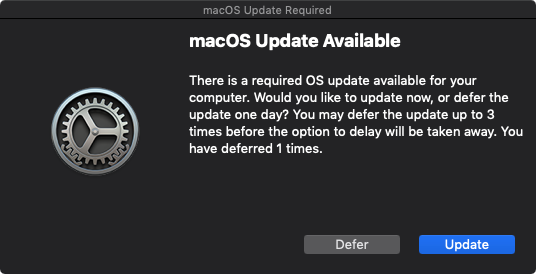 macOS Update Required
macOS Update Available
There is a required OS update available for your
computer. Would you like to update now, or defer the
update one day? You may defer the update up to 3
times before the option to delay will be taken away. You
have deferred 1 times.
Defer
Update